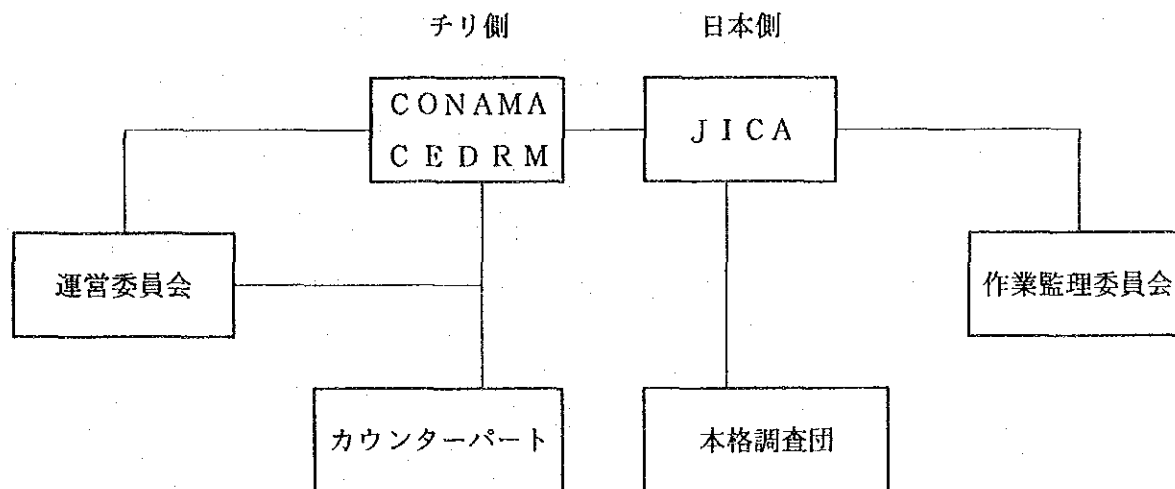 チリ側 日本側
CONAMA
CEDRM
JICA
運営委員会
作業監理委員会
カウンターパート
本格調査団